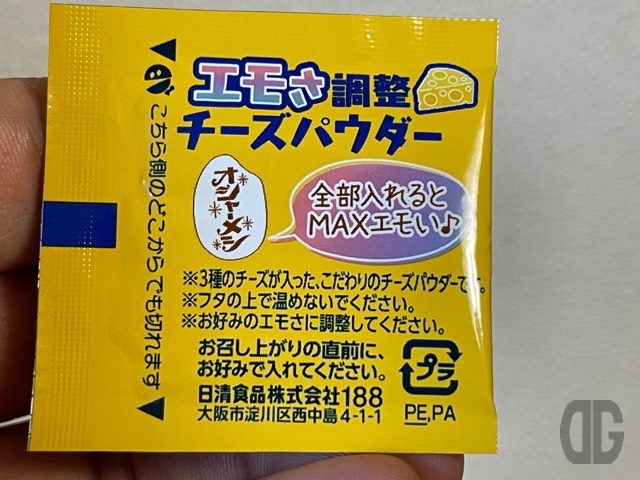 エモさ調整
チーズパウダー
オシャーメシ
全部入れると
MAXエモい♪
※3種のチーズが入った、こだわりのチーズパウダーです。
※フタの上で温めないでください。
※お好みのエモさに調整してください。
お召し上がりの直前に、
お好みで入れてください。
日清食品株式会社188
大阪市淀川区西中島4-1-1
プラ
PE,PA
こちら側のどこからでも切れます
DG